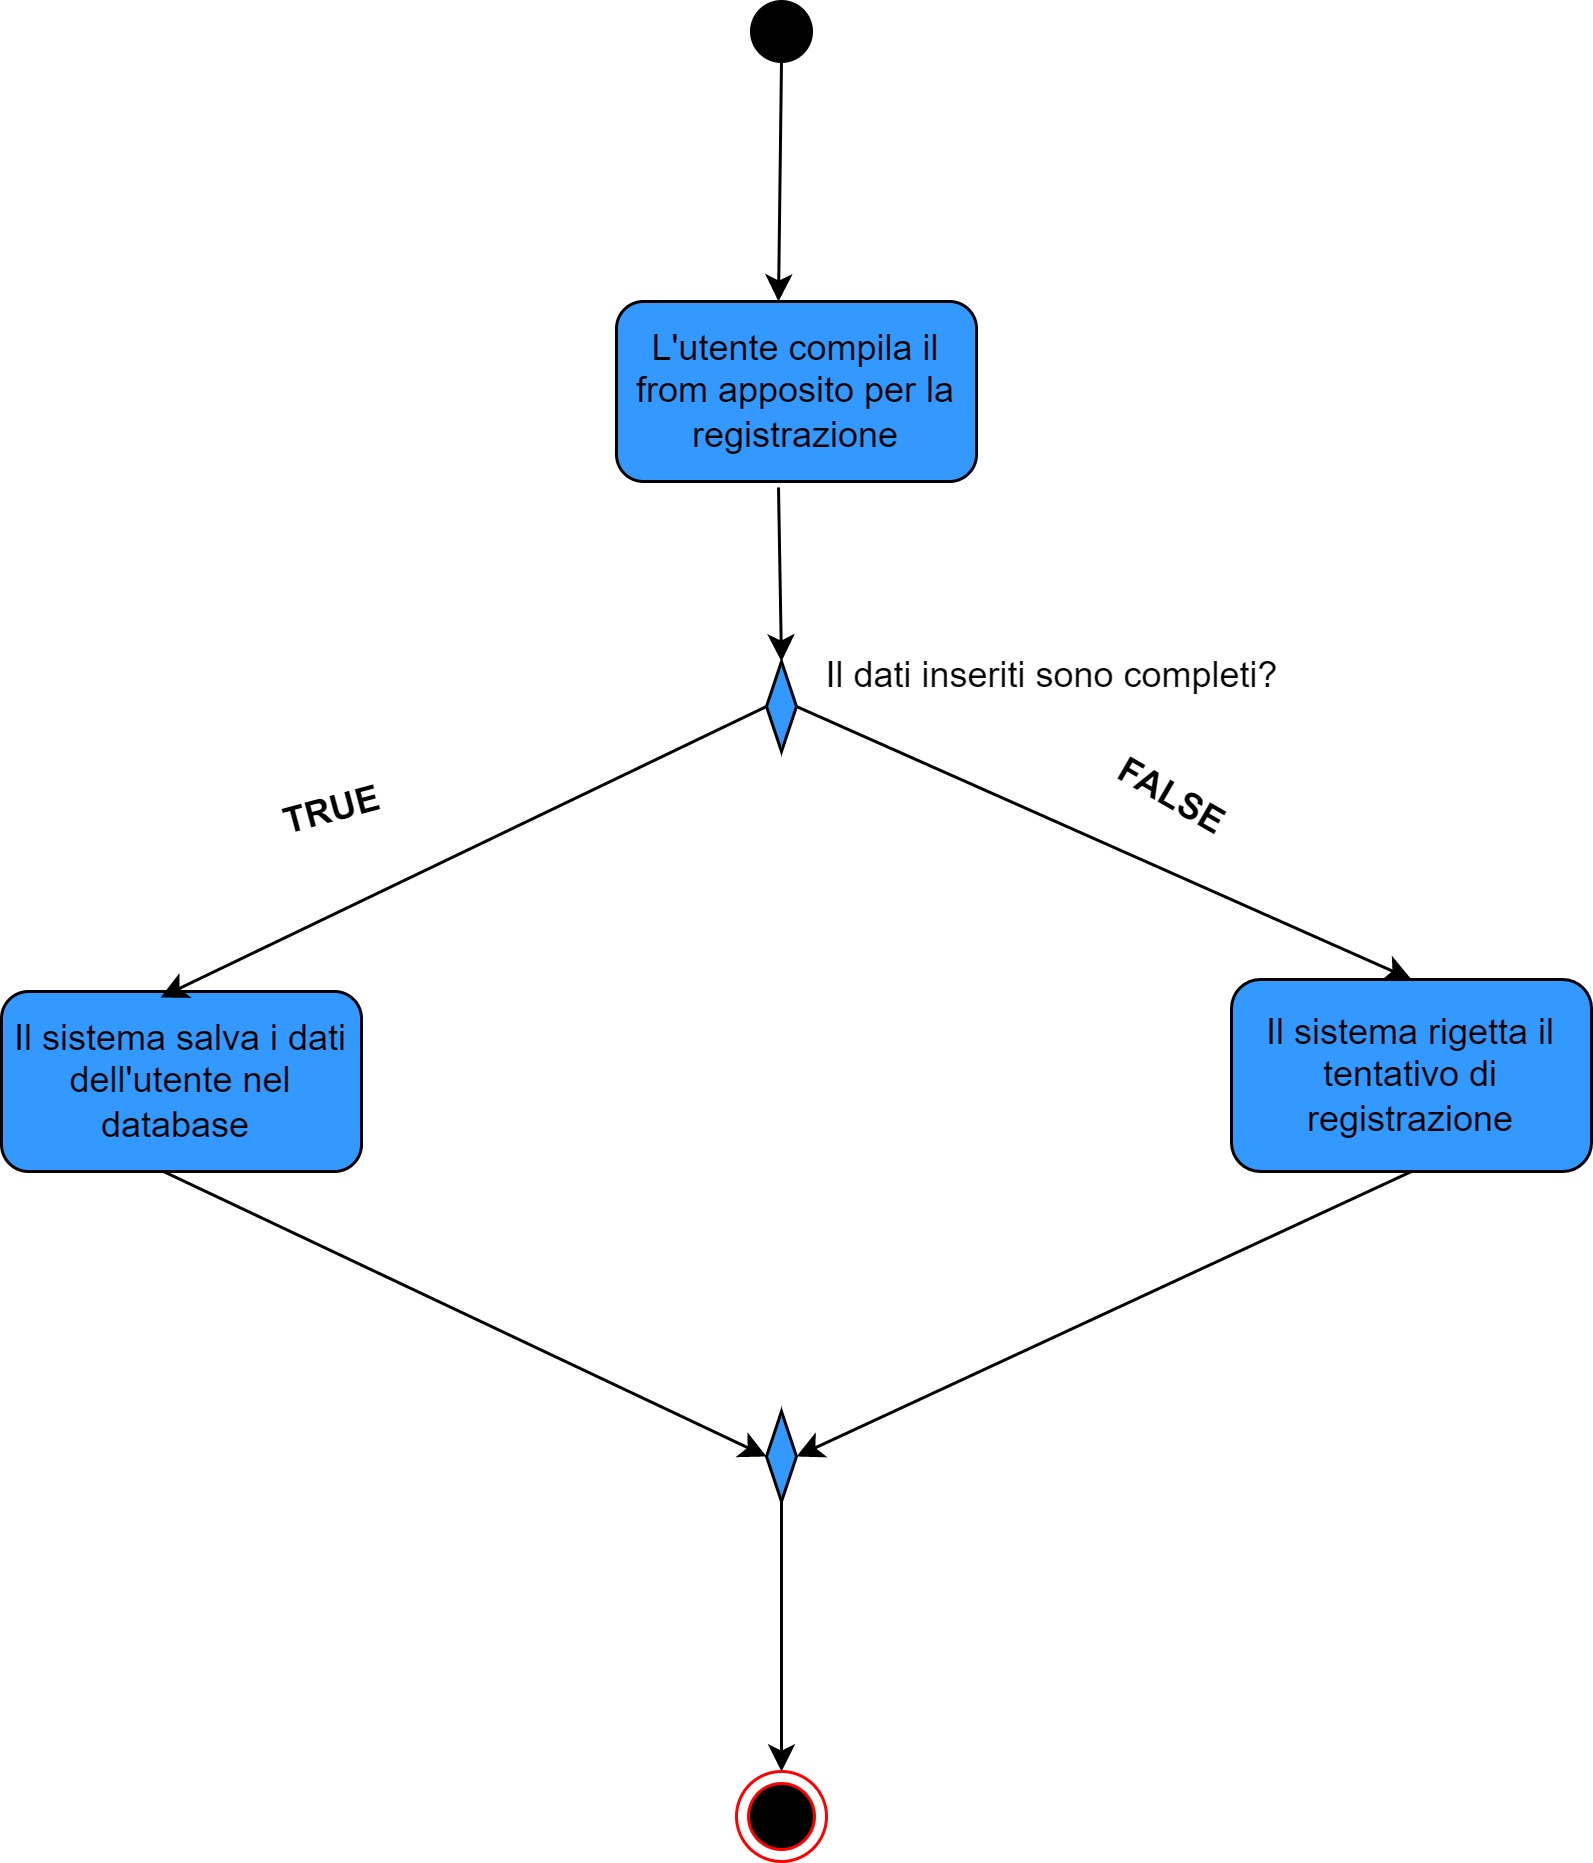 L'utente compila il
from apposito per la
registrazione
Il dati inseriti sono completi?
TRUE
FALSE
Il sistema salva i dati
dell'utente nel
database
Il sistema rigetta il
tentativo di
registrazione